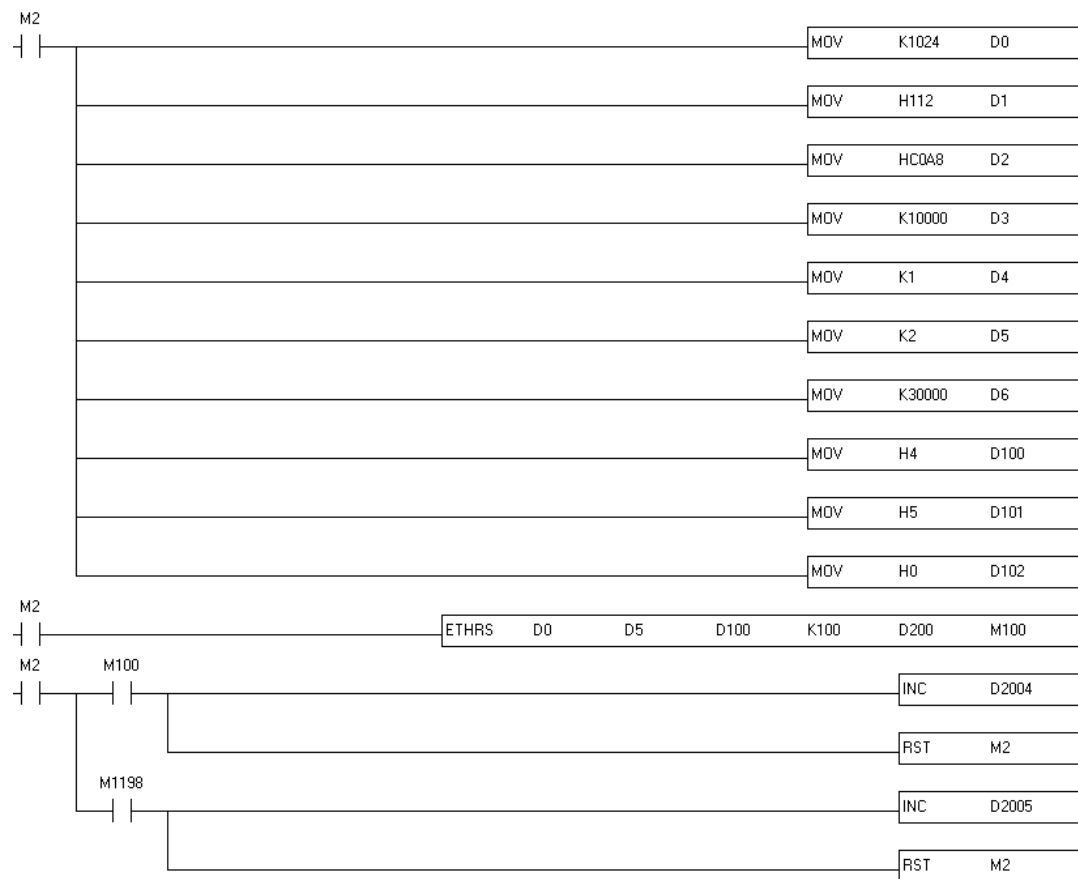 M2
MOV K1024 D0
MOV H112 D1
MOV HC0A8 D2
MOV K10000 D3
MOV K1 D4
MOV K2 D5
MOV K30000 D6
MOV H4 D100
MOV H5 D101
MOV H0 D102
M2
ETHRS D0 D5 D100 K100 D200 M100
M2 M100
INC D2004
RST M2
M1198
INC D2005
RST M2